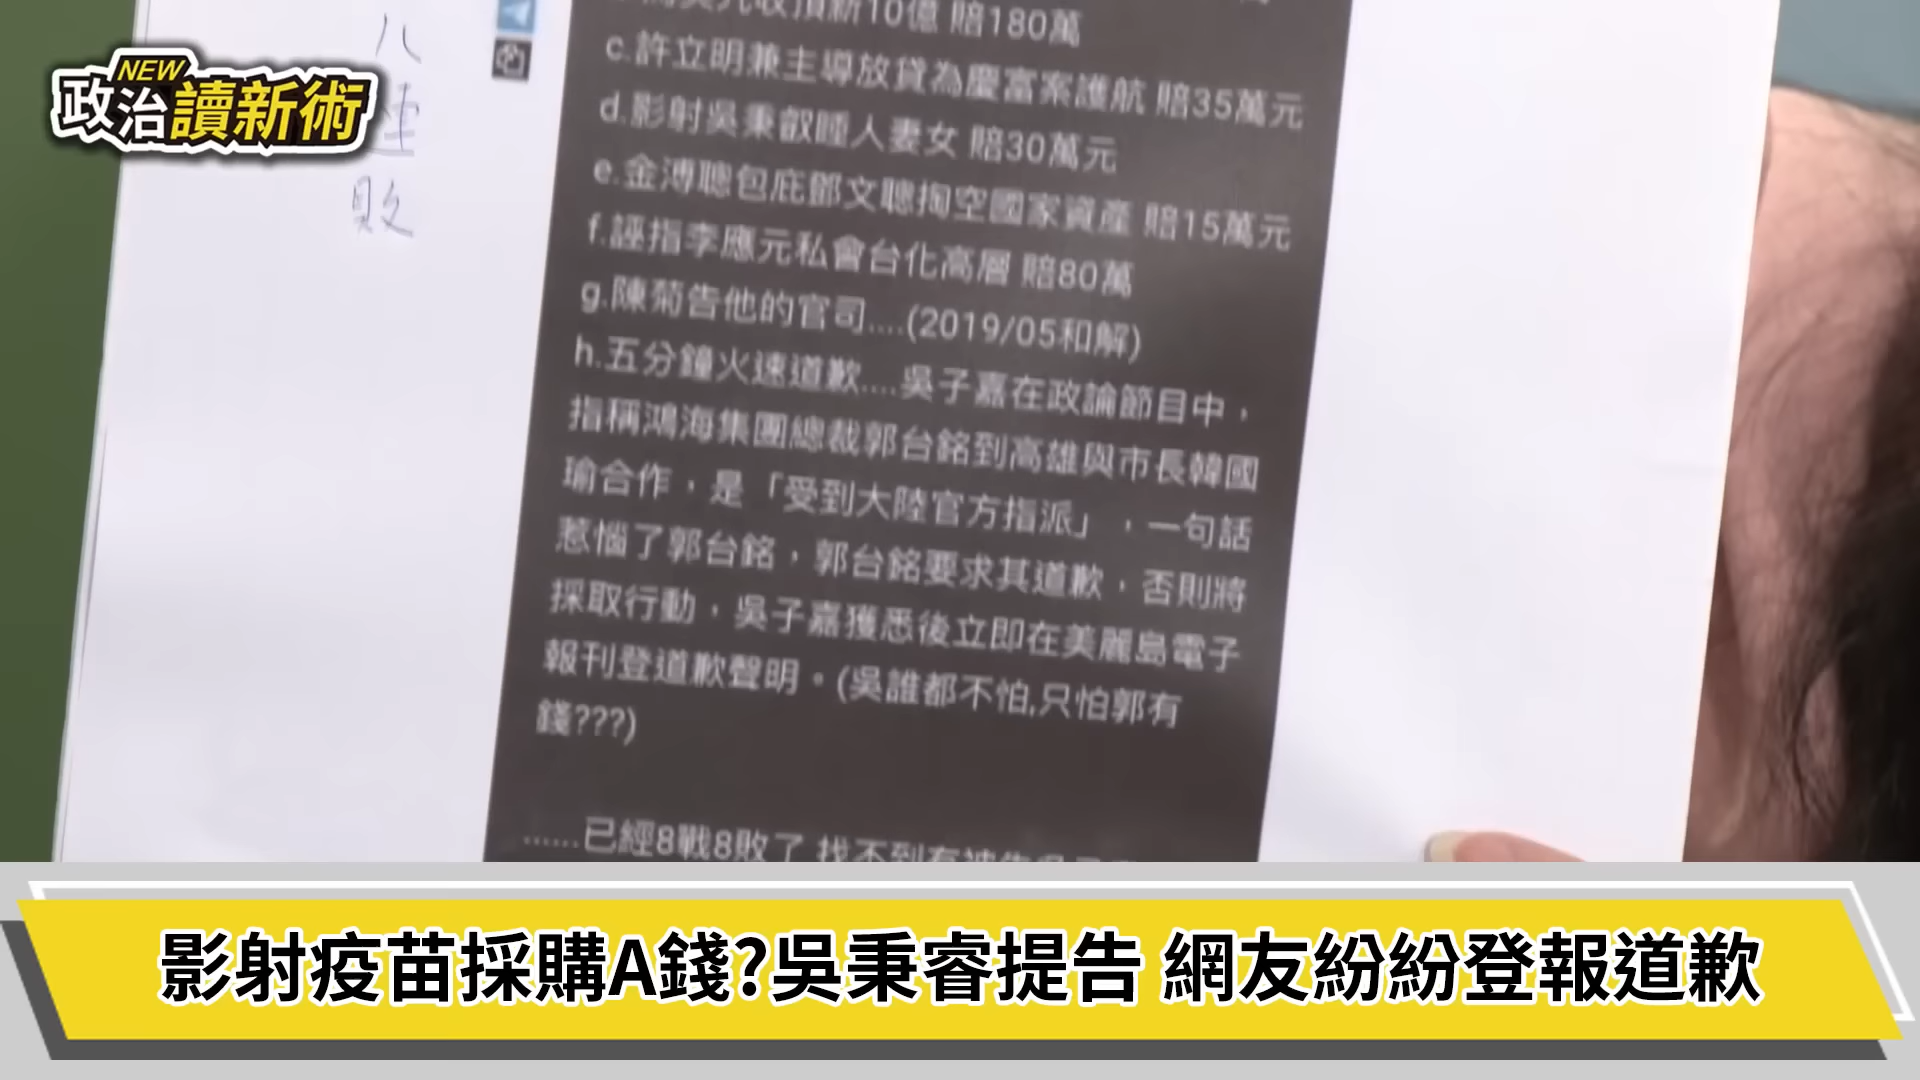 NEW
政治讀新術
八連敗
收頂新10億 賠180萬
c.許立明兼主導放貸為慶富案護航 賠35萬元
d.影射吳秉叡睡人妻女 賠30萬元
e.金溥聰包庇鄧文聰掏空國家資產 賠15萬元
f.誣指李應元私會台化高層 賠80萬
g.陳菊告他的官司....(2019/05和解)
h.五分鐘火速道歉....吳子嘉在政論節目中，
指稱鴻海集團總裁郭台銘到高雄與市長韓國
瑜合作，是「受到大陸官方指派」，一句話
惹惱了郭台銘，郭台銘要求其道歉，否則將
採取行動，吳子嘉獲悉後立即在美麗島電子
報刊登道歉聲明。(吳誰都不怕,只怕郭有
錢???)
......已經8戰8敗了 找不到有被告
影射疫苗採購A錢?吳秉睿提告 網友紛紛登報道歉